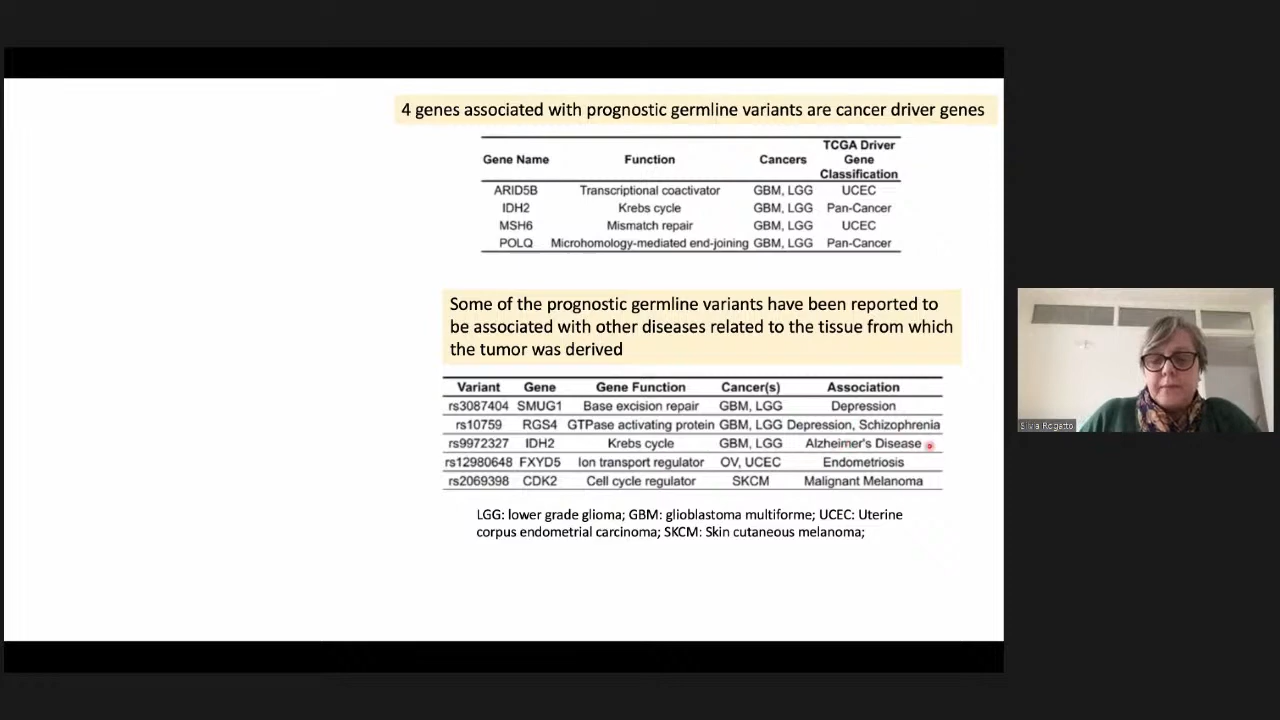 4 genes associated with prognostic germline variants are cancer driver genes
Gene Name Function Cancers TCGA Driver Gene Classification
ARID5B Transcriptional coactivator GBM, LGG UCEC
IDH2 Krebs cycle GBM, LGG Pan-Cancer
MSH6 Mismatch repair GBM, LGG UCEC
POLQ Microhomology-mediated end-joining GBM, LGG Pan-Cancer
Some of the prognostic germline variants have been reported to
be associated with other diseases related to the tissue from which
the tumor was derived
Variant Gene Gene Function Cancer(s) Association
rs3087404 SMUG1 Base excision repair GBM, LGG Depression
rs10759 RGS4 GTPase activating protein GBM, LGG Depression, Schizophrenia
rs9972327 IDH2 Krebs cycle GBM, LGG Alzheimer's Disease
rs12980648 FXYD5 Ion transport regulator OV, UCEC Endometriosis
rs2069398 CDK2 Cell cycle regulator SKCM Malignant Melanoma
LGG: lower grade glioma; GBM: glioblastoma multiforme; UCEC: Uterine
corpus endometrial carcinoma; SKCM: Skin cutaneous melanoma;
Silvia Rogatto